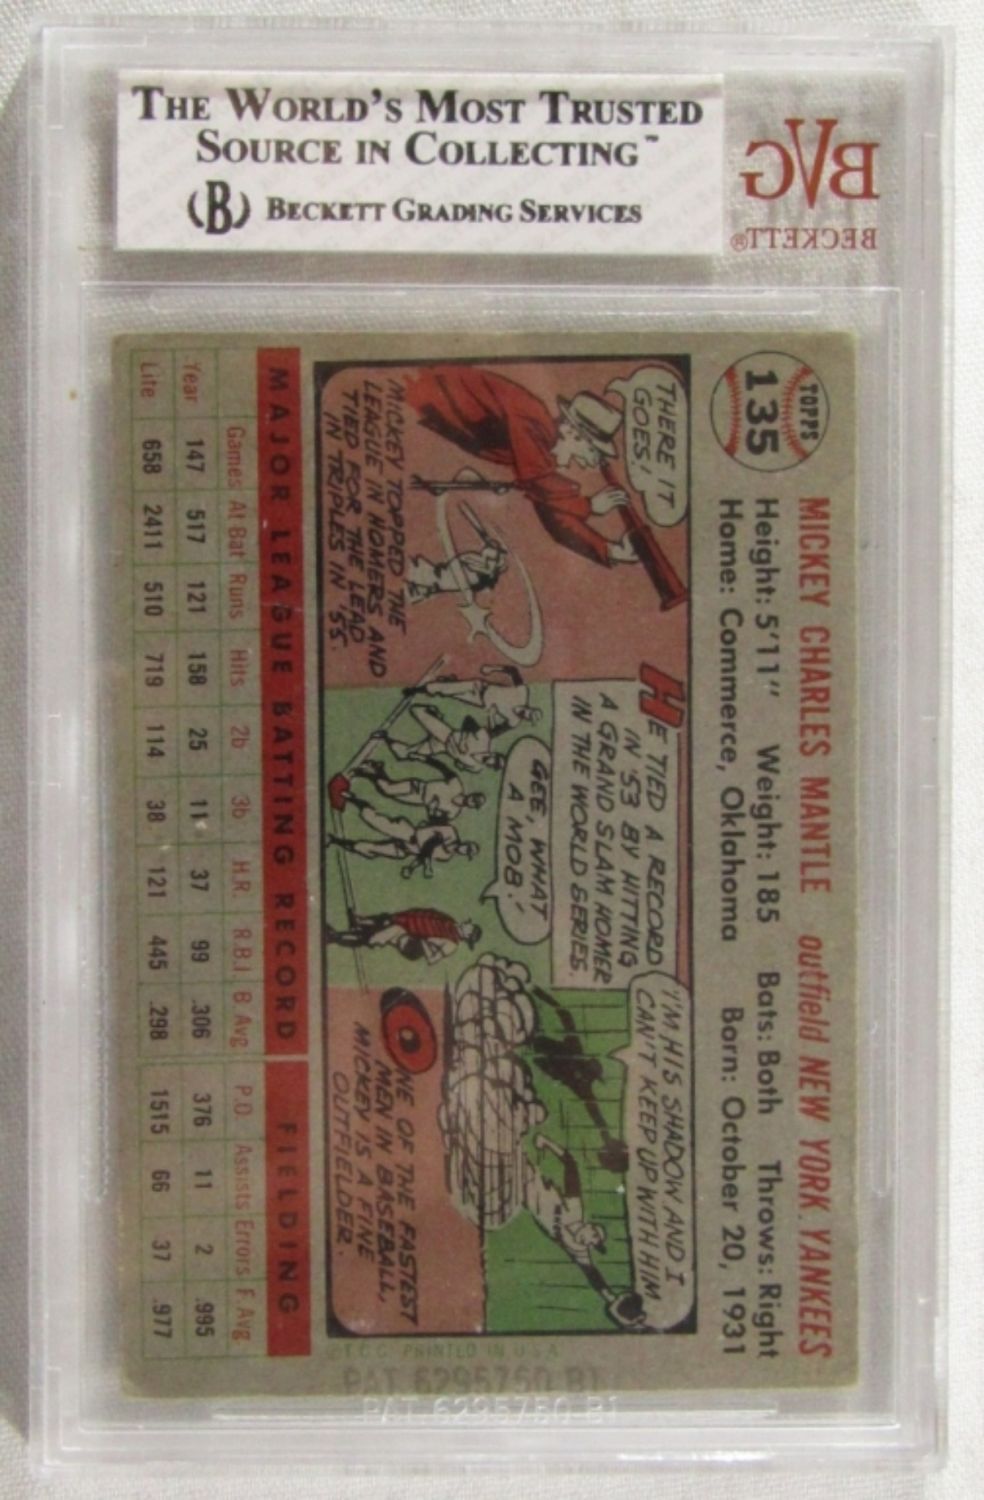 THE WORLD'S MOST TRUSTED
SOURCE IN COLLECTING™
(B) BECKETT GRADING SERVICES
BVG
BECKETT®
TOPPS
135
MICKEY CHARLES MANTLE outfield NEW YORK YANKEES
Height: 5'11" Weight: 185 Bats: Both Throws: Right
Home: Commerce, Oklahoma Born: October 20, 1931
THERE IT
GOES!
MICKEY TOPPED THE
LEAGUE IN HOMERS AND
TIED FOR THE LEAD
IN TRIPLES IN '55.
HE TIED A RECORD
IN '53 BY HITTING
A GRAND SLAM HOMER
IN THE WORLD SERIES.
GEE, WHAT
A MOB!
I'M HIS SHADOW AND I
CAN'T KEEP UP WITH HIM
ONE OF THE FASTEST
MEN IN BASEBALL,
MICKEY IS A FINE
OUTFIELDER.
MAJOR LEAGUE BATTING RECORD FIELDING
Games At Bat Runs Hits 2b 3b H.R. R.B.I B. Avg P.O. Assists Errors F. Avg.
Year 147 517 121 158 25 11 37 99 .306 376 11 2 .995
Life 658 2411 510 719 114 38 121 445 .298 1515 66 37 .977
©T.C.G. PRINTED IN U.S.A.
PAT 6295750 B1